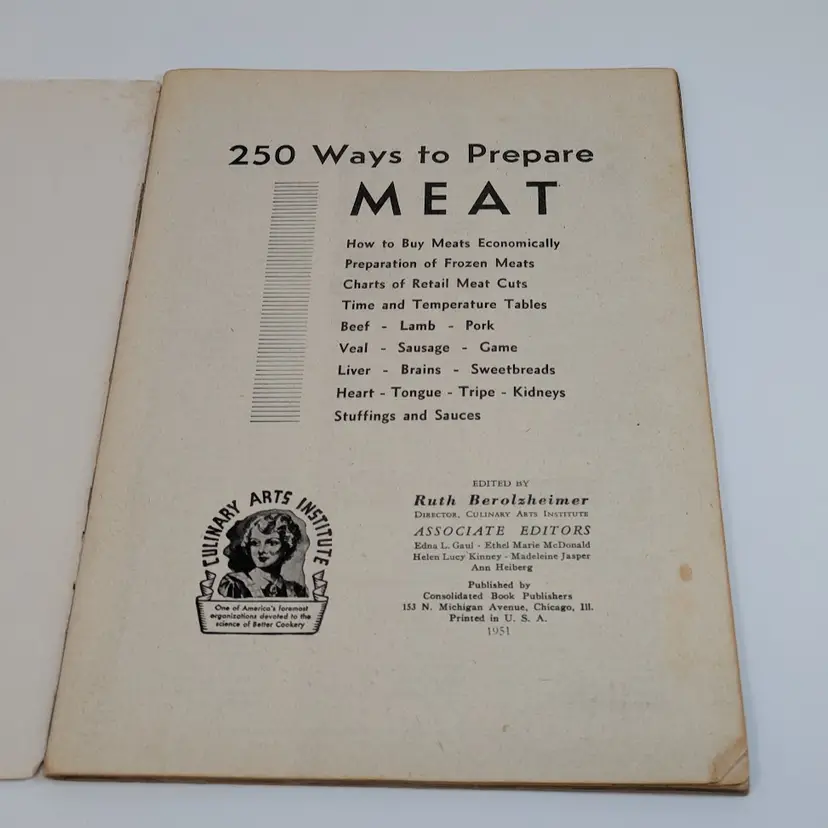 250 Ways to Prepare
MEAT
How to Buy Meats Economically
Preparation of Frozen Meats
Charts of Retail Meat Cuts
Time and Temperature Tables
Beef - Lamb - Pork
Veal - Sausage - Game
Liver - Brains - Sweetbreads
Heart - Tongue - Tripe - Kidneys
Stuffings and Sauces
CULINARY ARTS INSTITUTE
One of America's foremost
organizations devoted to the
science of Better Cookery
EDITED BY
Ruth Berolzheimer
DIRECTOR, CULINARY ARTS INSTITUTE
ASSOCIATE EDITORS
Edna L. Gaul - Ethel Marie McDonald
Helen Lucy Kinney - Madeleine Jasper
Ann Heiberg
Published by
Consolidated Book Publishers
153 N. Michigan Avenue, Chicago, Ill.
Printed in U. S. A.
1951